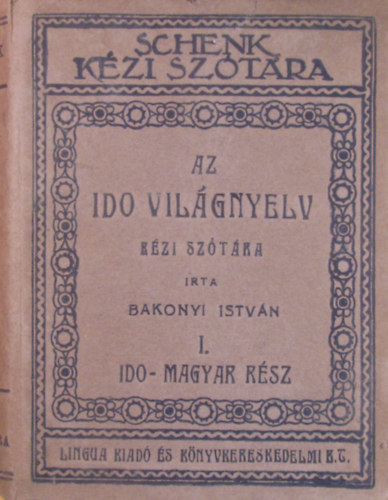 SCHENK
KÉZI SZÓTÁRA
AZ
IDO VILÁGNYELV
KÉZI SZÓTÁRA
IRTA
BAKONYI ISTVÁN
I.
IDO-MAGYAR RÉSZ
LINGUA KIADÓ ÉS KÖNYVKERESKEDELMI R.T.